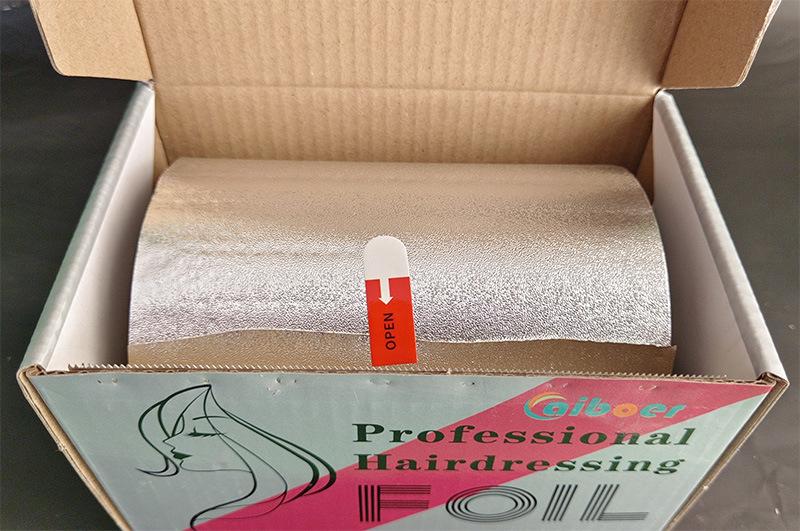 OPEN
aiboer
Professional
Hairdressing
FOIL